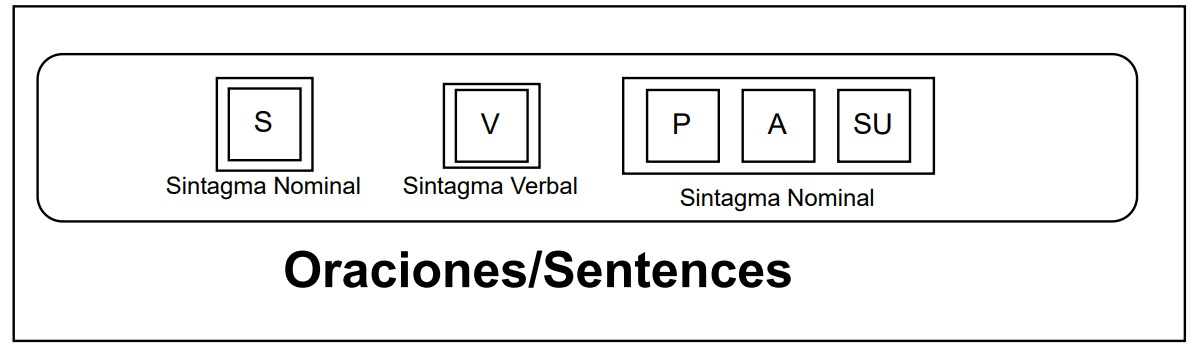 S V P A SU
Sintagma Nominal Sintagma Verbal Sintagma Nominal
Oraciones/Sentences